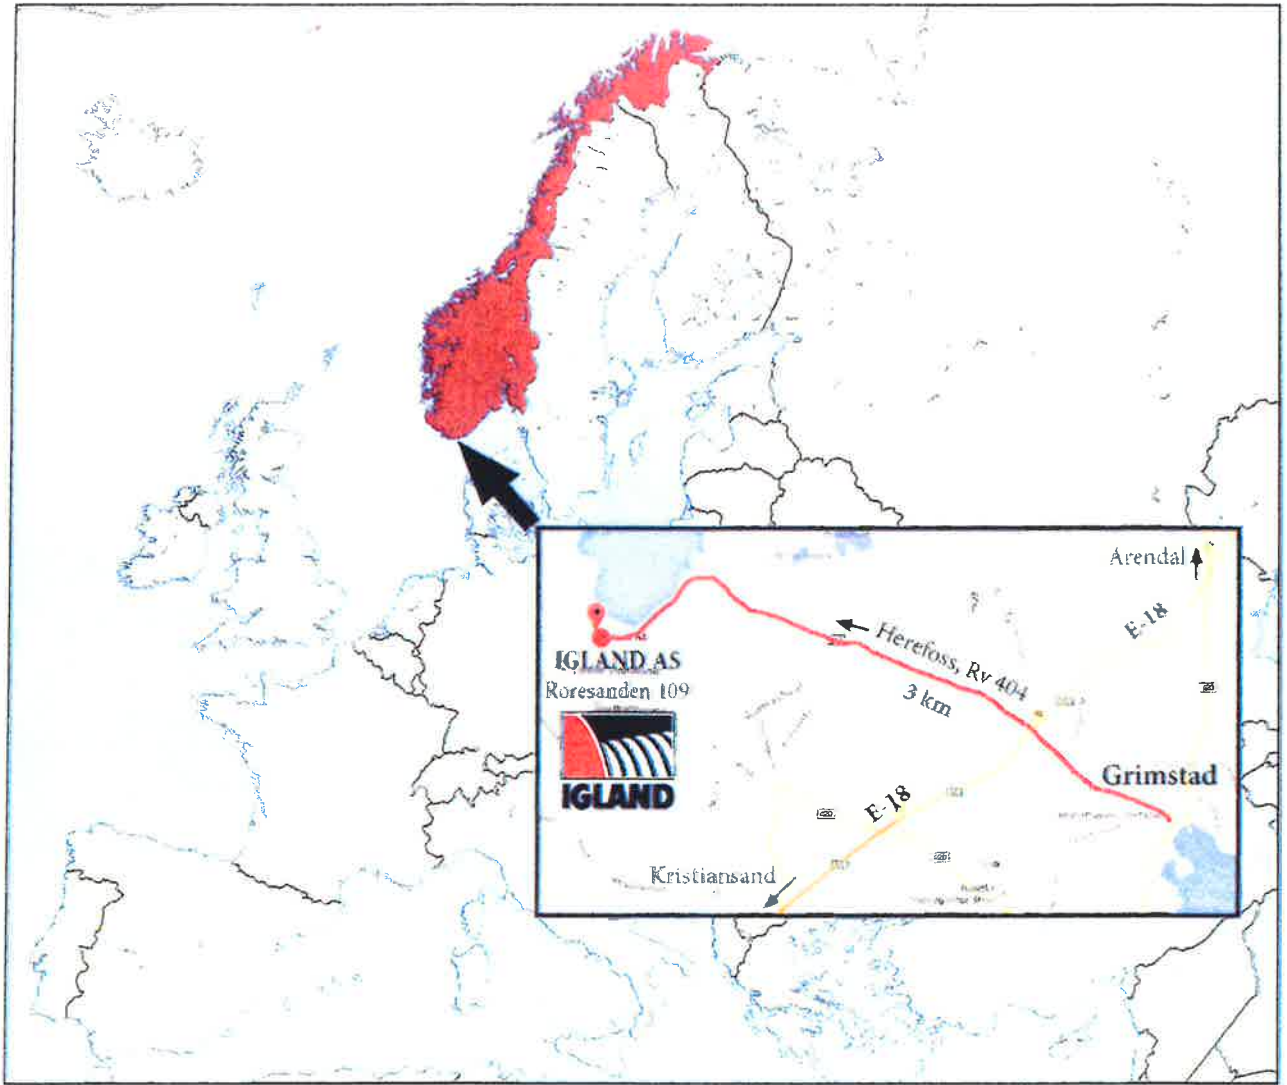 Arendal
E-18
Herefoss, Rv 404
3 km
IGLAND AS
Roresanden 109
IGLAND
Grimstad
E-18
Kristiansand